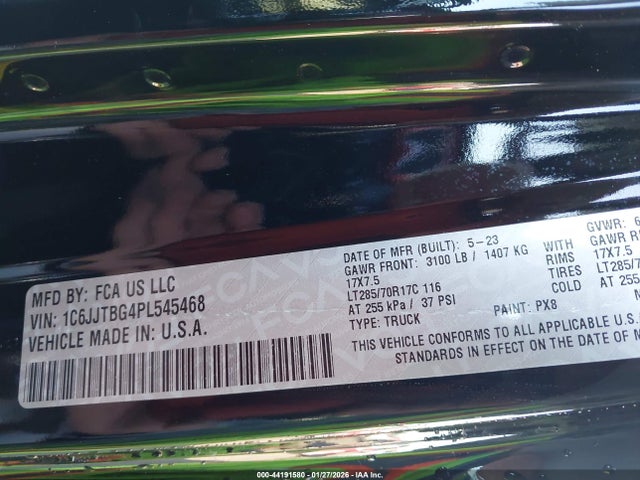 MFD BY: FCA US LLC
VIN: 1C6JJTBG4PL545468
VEHICLE MADE IN: U.S.A.
DATE OF MFR (BUILT): 5-23
GAWR FRONT: 3100 LB / 1407 KG
17X7.5
LT285/70R17C 116
AT 255 kPa / 37 PSI
TYPE: TRUCK
PAINT: PX8
GVWR: 6
GAWR RE
RIMS 17X7.5
TIRES LT285/70
COLD AT 255
THIS VEHICLE CONFORMS TO ALL APPLICABLE
STANDARDS IN EFFECT ON THE DATE OF M
000-44191580 - 01/27/2026 - IAA Inc.